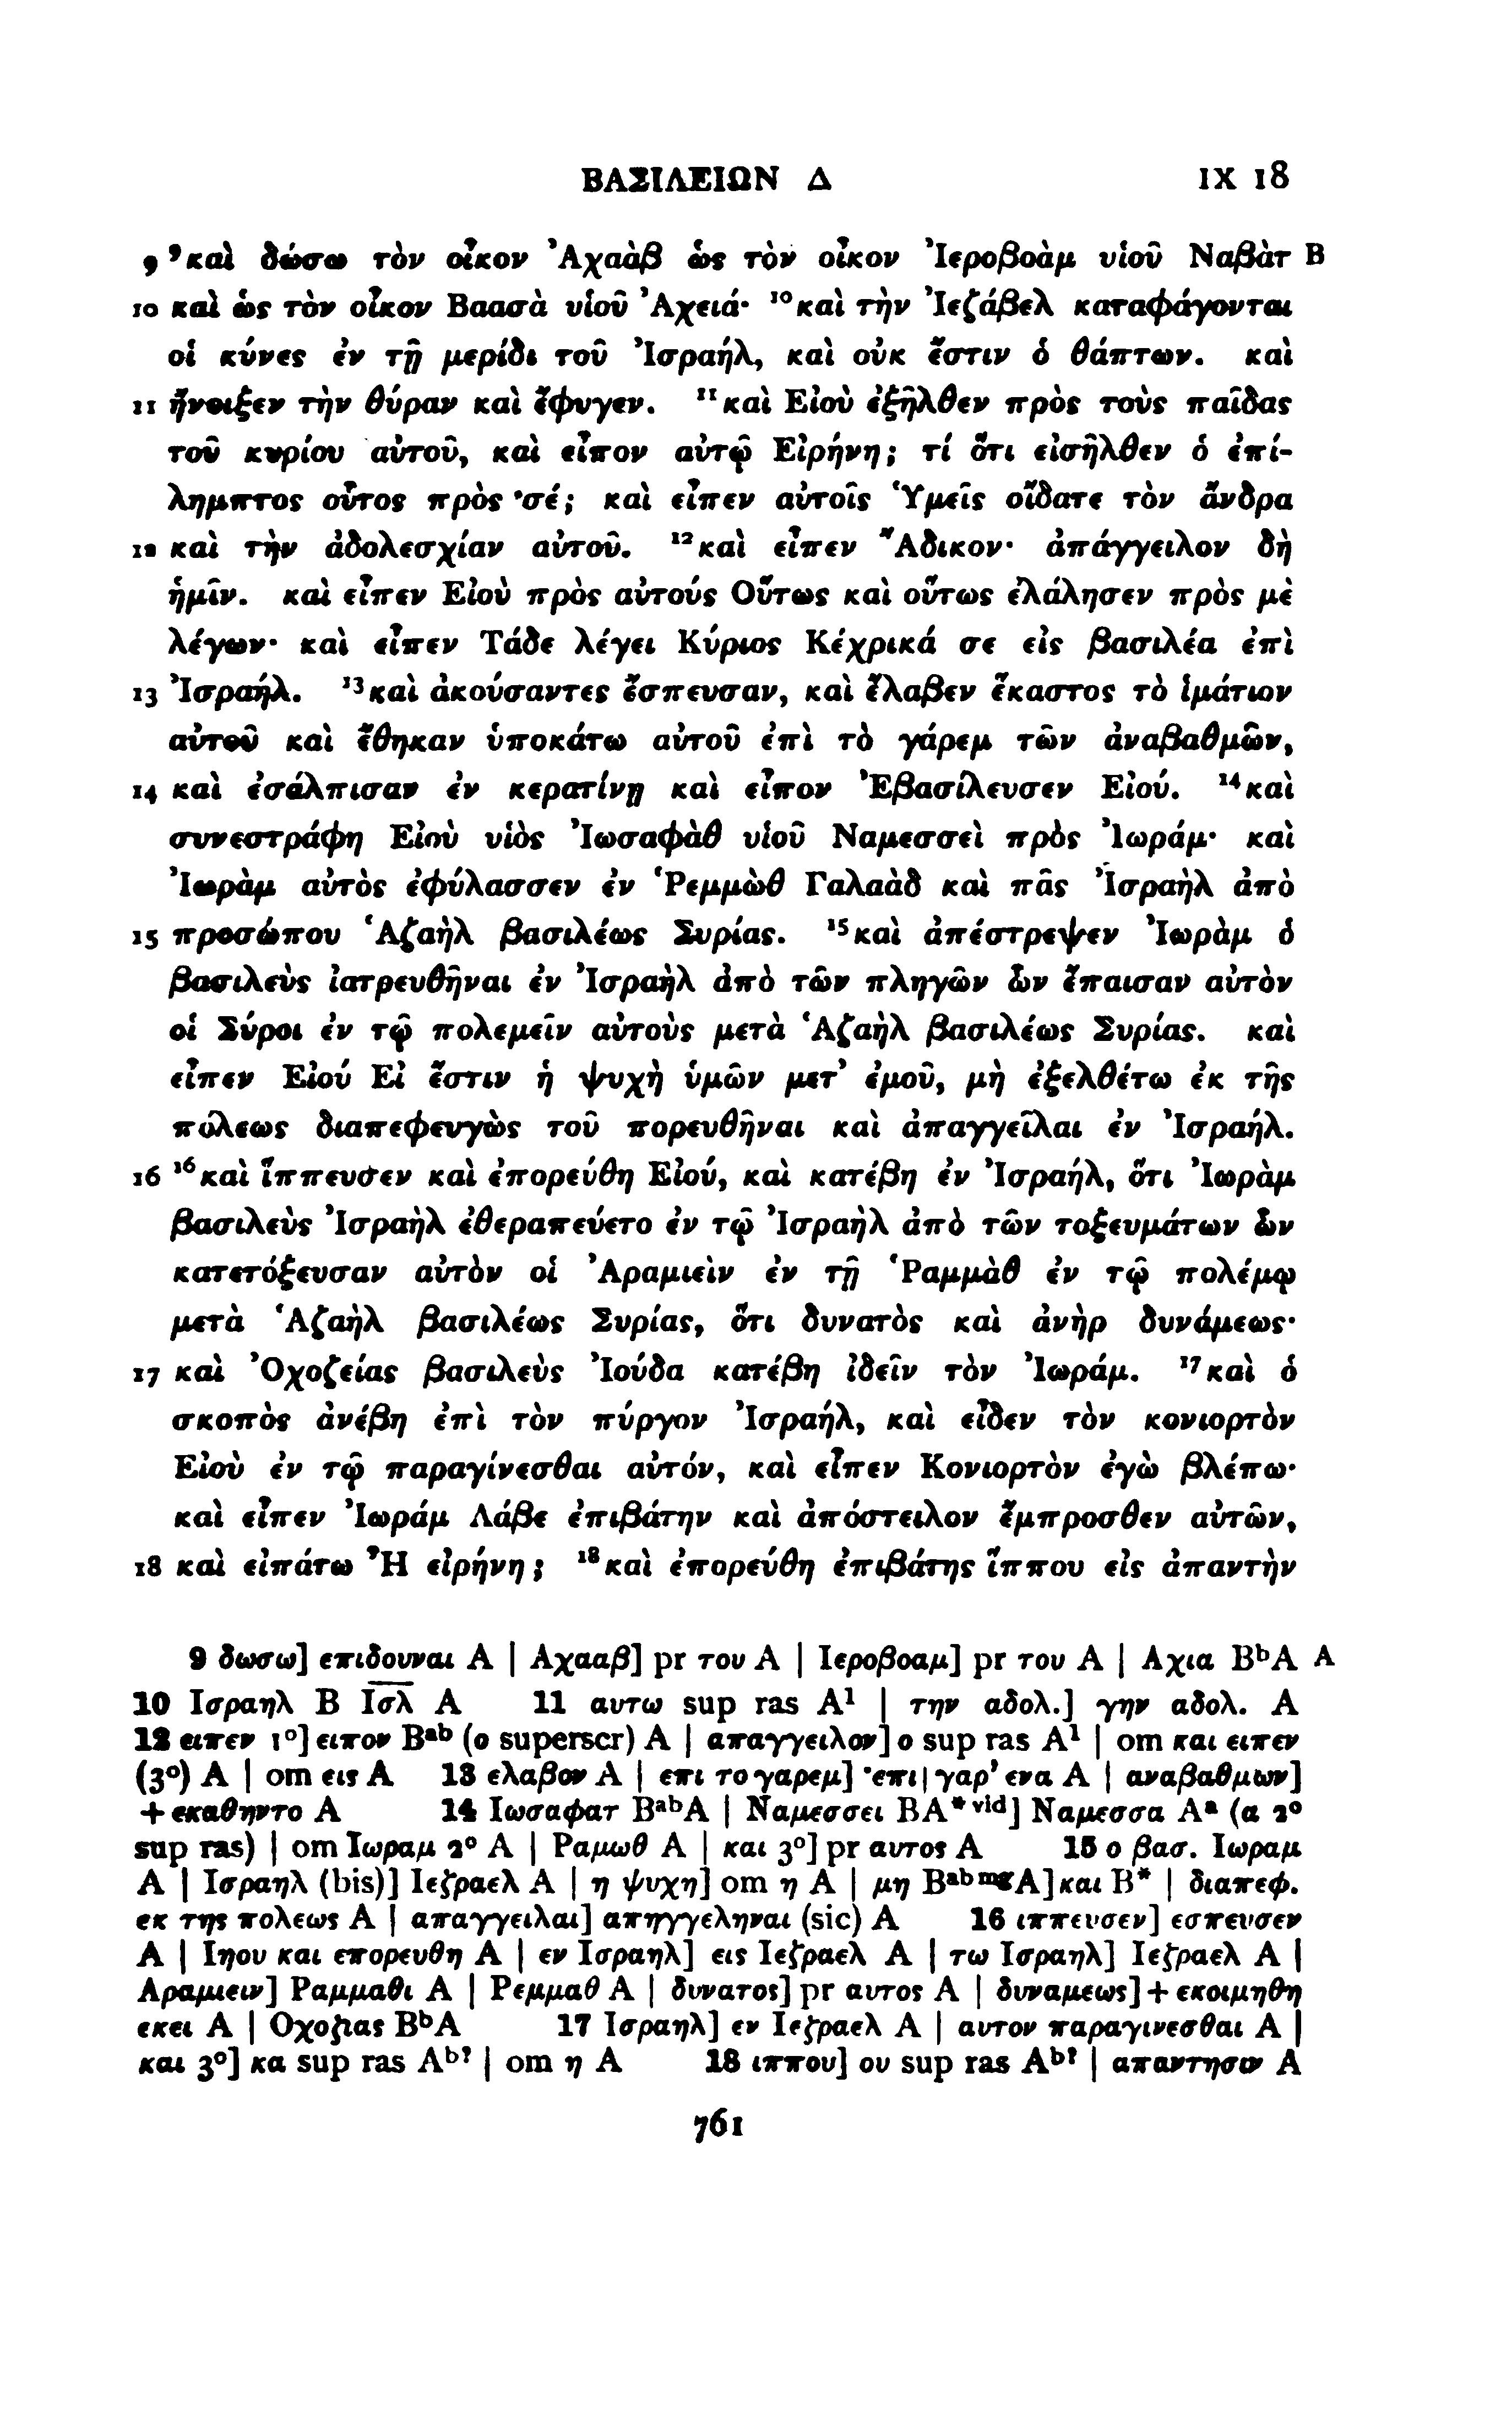 ΒΑΣΙΛΕΙΩΝ Δ IX 18
9 ⁹καὶ δώσω τὸν οἶκον Ἀχαὰβ ὡς τὸν οἶκον Ἰεροβοὰμ υἱοῦ Ναβὰτ B
10 καὶ ὡς τὸν οἶκον Βαασὰ υἱοῦ Ἀχειά· ¹⁰καὶ τὴν Ἰεζάβελ καταφάγονται
οἱ κύνες ἐν τῇ μερίδι τοῦ Ἰσραήλ, καὶ οὐκ ἔστιν ὁ θάπτων. καὶ
11 ἤνοιξεν τὴν θύραν καὶ ἔφυγεν. ¹¹καὶ Εἰοὺ ἐξῆλθεν πρὸς τοὺς παῖδας
τοῦ κυρίου αὐτοῦ, καὶ εἶπον αὐτῷ Εἰρήνη; τί ὅτι εἰσῆλθεν ὁ ἐπί-
λημπτος οὗτος πρὸς σέ; καὶ εἶπεν αὐτοῖς Ὑμεῖς οἴδατε τὸν ἄνδρα
12 καὶ τὴν ἀδολεσχίαν αὐτοῦ. ¹²καὶ εἶπεν Ἄδικον· ἀπάγγειλον δὴ
ἡμῖν. καὶ εἶπεν Εἰοὺ πρὸς αὐτούς Οὕτως καὶ οὕτως ἐλάλησεν πρὸς μὲ
λέγων· καὶ εἶπεν Τάδε λέγει Κύριος Κέχρικά σε εἰς βασιλέα ἐπὶ
13 Ἰσραήλ. ¹³καὶ ἀκούσαντες ἔσπευσαν, καὶ ἔλαβεν ἕκαστος τὸ ἱμάτιον
αὐτοῦ καὶ ἔθηκαν ὑποκάτω αὐτοῦ ἐπὶ τὸ γάρεμ τῶν ἀναβαθμῶν,
14 καὶ ἐσάλπισαν ἐν κερατίνῃ καὶ εἶπον Ἐβασίλευσεν Εἰού. ¹⁴καὶ
συνεστράφη Εἰοὺ υἱὸς Ἰωσαφὰθ υἱοῦ Ναμεσσεὶ πρὸς Ἰωράμ· καὶ
Ἰωρὰμ αὐτὸς ἐφύλασσεν ἐν Ῥεμμὼθ Γαλαὰδ καὶ πᾶς Ἰσραὴλ ἀπὸ
15 προσώπου Ἁζαὴλ βασιλέως Συρίας. ¹⁵καὶ ἀπέστρεψεν Ἰωρὰμ ὁ
βασιλεὺς ἰατρευθῆναι ἐν Ἰσραὴλ ἀπὸ τῶν πληγῶν ὧν ἔπαισαν αὐτὸν
οἱ Σύροι ἐν τῷ πολεμεῖν αὐτοὺς μετὰ Ἁζαὴλ βασιλέως Συρίας. καὶ
εἶπεν Εἰού Εἰ ἔστιν ἡ ψυχὴ ὑμῶν μετ’ ἐμοῦ, μὴ ἐξελθέτω ἐκ τῆς
πόλεως διαπεφευγὼς τοῦ πορευθῆναι καὶ ἀπαγγεῖλαι ἐν Ἰσραήλ.
16 ¹⁶καὶ ἵππευσεν καὶ ἐπορεύθη Εἰού, καὶ κατέβη ἐν Ἰσραήλ, ὅτι Ἰωρὰμ
βασιλεὺς Ἰσραὴλ ἐθεραπεύετο ἐν τῷ Ἰσραὴλ ἀπὸ τῶν τοξευμάτων ὧν
κατετόξευσαν αὐτὸν οἱ Ἀραμιεὶν ἐν τῇ Ῥαμμὰθ ἐν τῷ πολέμῳ
μετὰ Ἁζαὴλ βασιλέως Συρίας, ὅτι δυνατὸς καὶ ἀνὴρ δυνάμεως·
17 καὶ Ὀχοζείας βασιλεὺς Ἰούδα κατέβη ἰδεῖν τὸν Ἰωράμ. ¹⁷καὶ ὁ
σκοπὸς ἀνέβη ἐπὶ τὸν πύργον Ἰσραήλ, καὶ εἶδεν τὸν κονιορτὸν
Εἰοὺ ἐν τῷ παραγίνεσθαι αὐτόν, καὶ εἶπεν Κονιορτὸν ἐγὼ βλέπω·
καὶ εἶπεν Ἰωράμ Λάβε ἐπιβάτην καὶ ἀπόστειλον ἔμπροσθεν αὐτῶν,
18 καὶ εἰπάτω Ἦ εἰρήνη; ¹⁸καὶ ἐπορεύθη ἐπιβάτης ἵππου εἰς ἀπαντὴν
9 δωσω] επιδουναι A | Αχααβ] pr του A | Ιεροβοαμ] pr του A | Αχια BᵇA A
10 Ισραηλ B Ισ̅λ̅ A 11 αυτω sup ras A¹ | την αδολ.] γην αδολ. A
12 ειπεν 1°] ειπον Bᵃᵇ (ο superscr) A | απαγγειλον] ο sup ras A¹ | om και ειπεν
(3°) A | om εις A 13 ελαβον A | επι το γαρεμ] ·επι | γαρ’ ενα A | αναβαθμων]
+ εκαθηντο A 14 Ιωσαφατ BᵃᵇA | Ναμεσσει BA*ᵛⁱᵈ] Ναμεσσα Aᵃ (α 2°
sup ras) | om Ιωραμ 2° A | Ραμωθ A | και 3°] pr αυτος A 15 ο βασ. Ιωραμ
A | Ισραηλ (bis)] Ιεζραελ A | η ψυχη] om η A | μη BᵃᵇᵐᵍA] και B* | διαπεφ.
εκ της πολεως A | απαγγειλαι] απηγγεληναι (sic) A 16 ιππευσεν] εσπευσεν
A | Ιηου και επορευθη A | εν Ισραηλ] εις Ιεζραελ A | τω Ισραηλ] Ιεζραελ A |
Αραμιειν] Ραμμαθι A | Ρεμμαθ A | δυνατος] pr αυτος A | δυναμεως] + εκοιμηθη
εκει A | Οχοζιας BᵇA 17 Ισραηλ] εν Ιεζραελ A | αυτον παραγινεσθαι A |
και 3°] κα sup ras Aᵇ? | om η A 18 ιππου] ου sup ras Aᵇ? | απαντησιν A
761